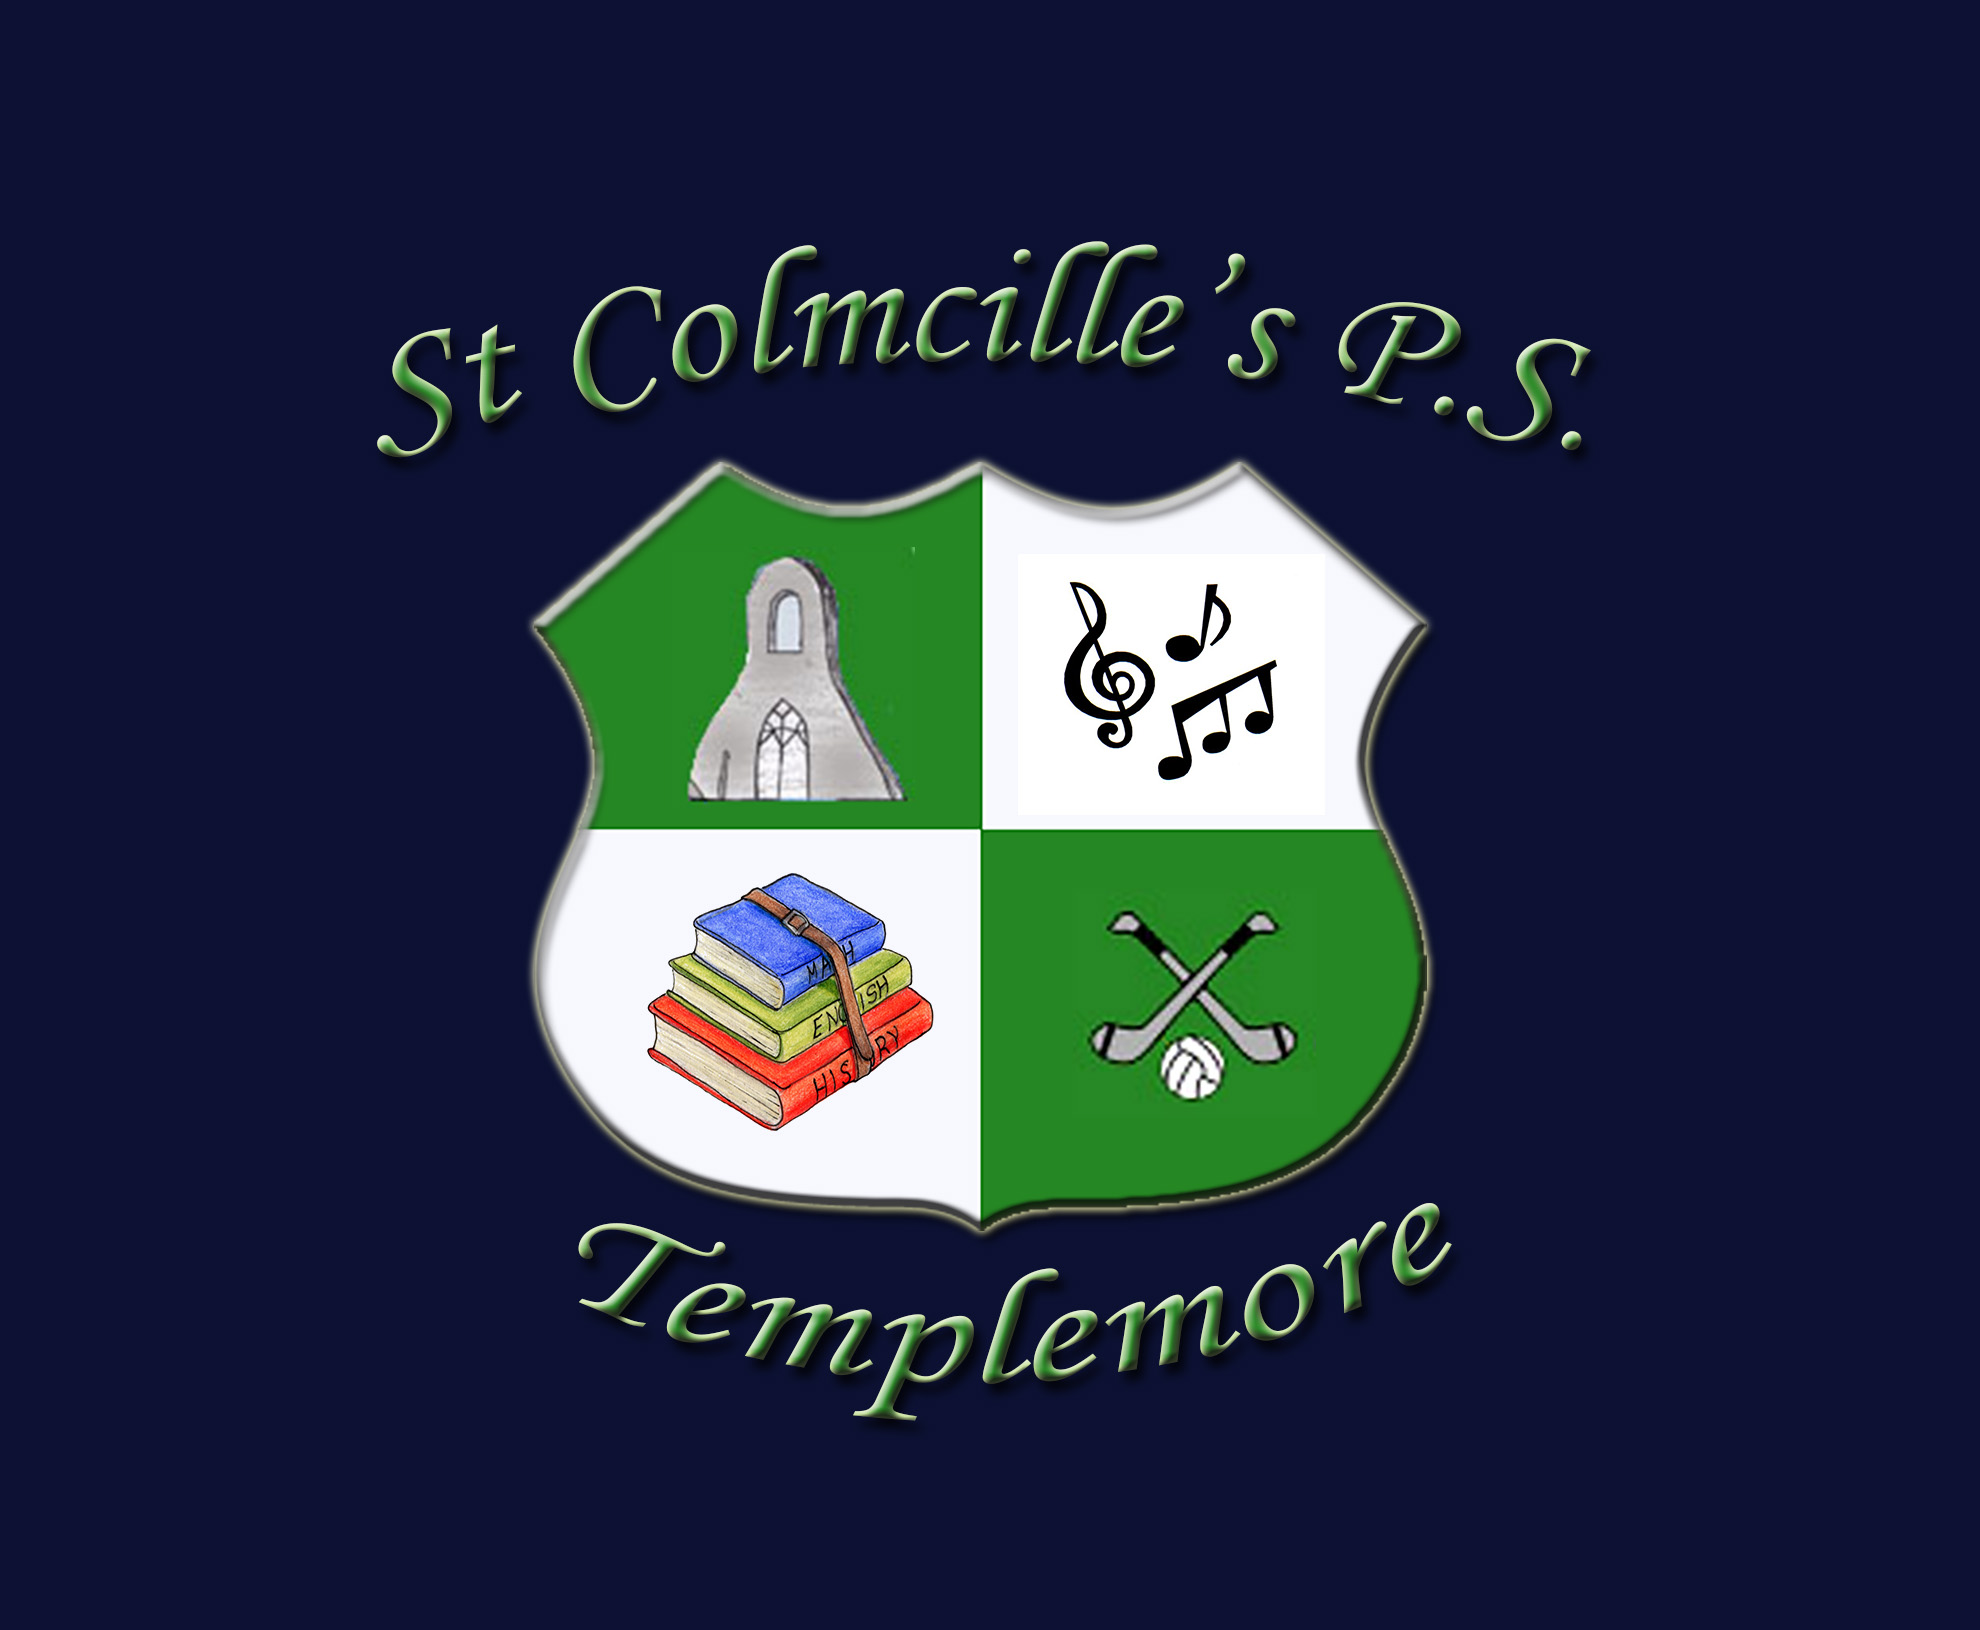 St Colmcille's P.S.
MATH
ENGLISH
HISTORY
Templemore